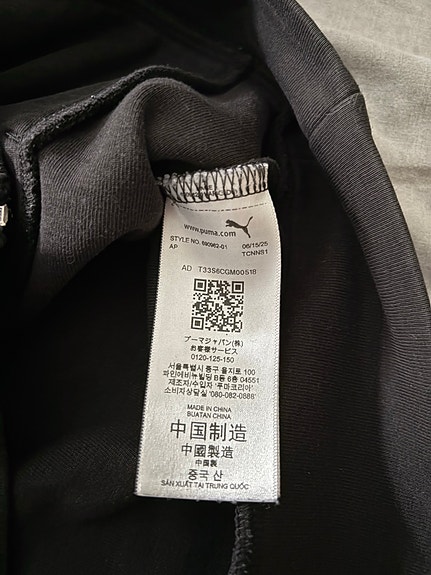 www.puma.com
STYLE NO. 690962-01 06/15/25
AP TCNNS1
AD T33S6CGM00518
プーマジャパン(株)
お客様サービス
0120-125-150
서울특별시 중구 을지로 100
파인에비뉴빌딩 B동 6층 04551
제조자/수입자 '푸마코리아'
소비자상담실 '080-082-0888'
MADE IN CHINA
BUATAN CHINA
中国制造
中國製造
中国製
중국 산
SẢN XUẤT TẠI TRUNG QUỐC